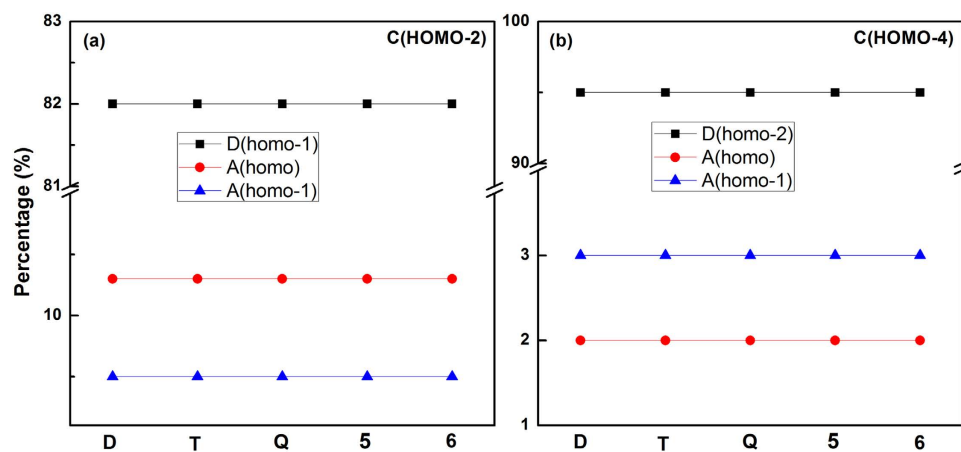 83
(a)
C(HOMO-2)
82
D(homo-1)
A(homo)
A(homo-1)
81
10
Percentage (%)
D T Q 5 6
100
(b)
C(HOMO-4)
D(homo-2)
A(homo)
A(homo-1)
90
3
2
1
D T Q 5 6